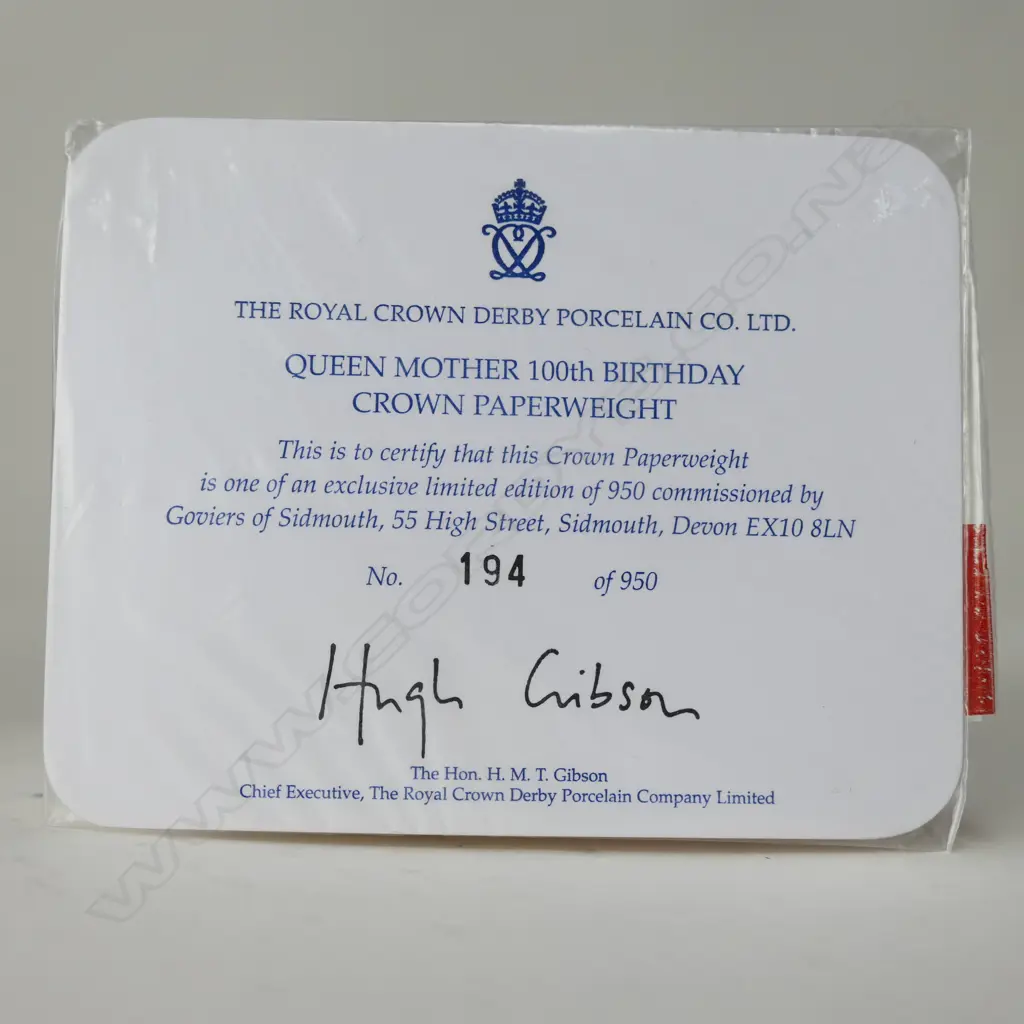 THE ROYAL CROWN DERBY PORCELAIN CO. LTD.
QUEEN MOTHER 100th BIRTHDAY
CROWN PAPERWEIGHT
This is to certify that this Crown Paperweight
is one of an exclusive limited edition of 950 commissioned by
Goviers of Sidmouth, 55 High Street, Sidmouth, Devon EX10 8LN
No. 194 of 950
Hugh Gibson
The Hon. H. M. T. Gibson
Chief Executive, The Royal Crown Derby Porcelain Company Limited